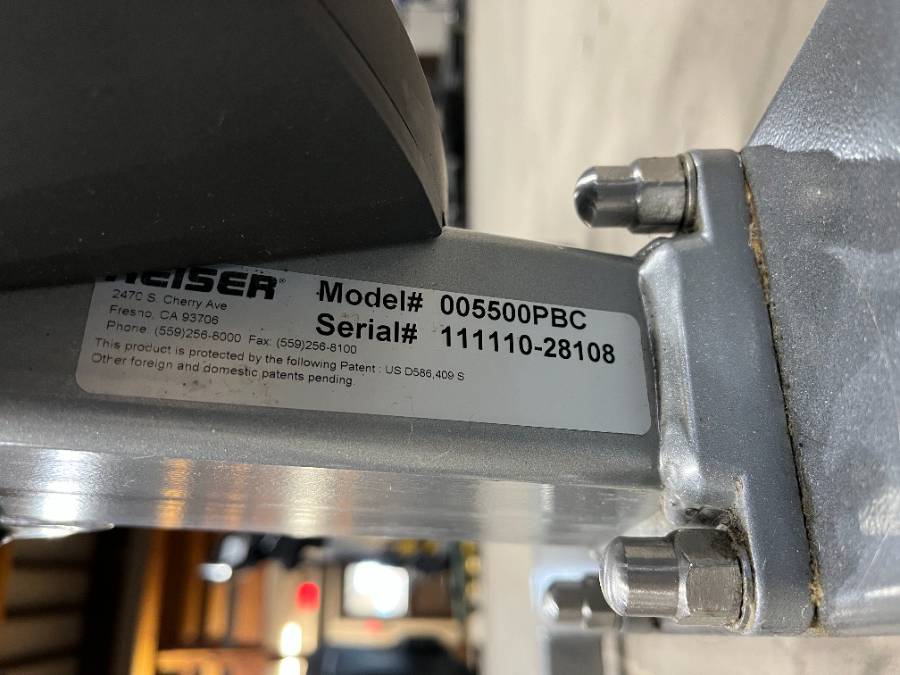 KEISER®
2470 S. Cherry Ave
Fresno, CA 93706
Phone: (559)256-8000 Fax: (559)256-8100
This product is protected by the following Patent : US D586,409 S
Other foreign and domestic patents pending.
Model# 005500PBC
Serial# 111110-28108